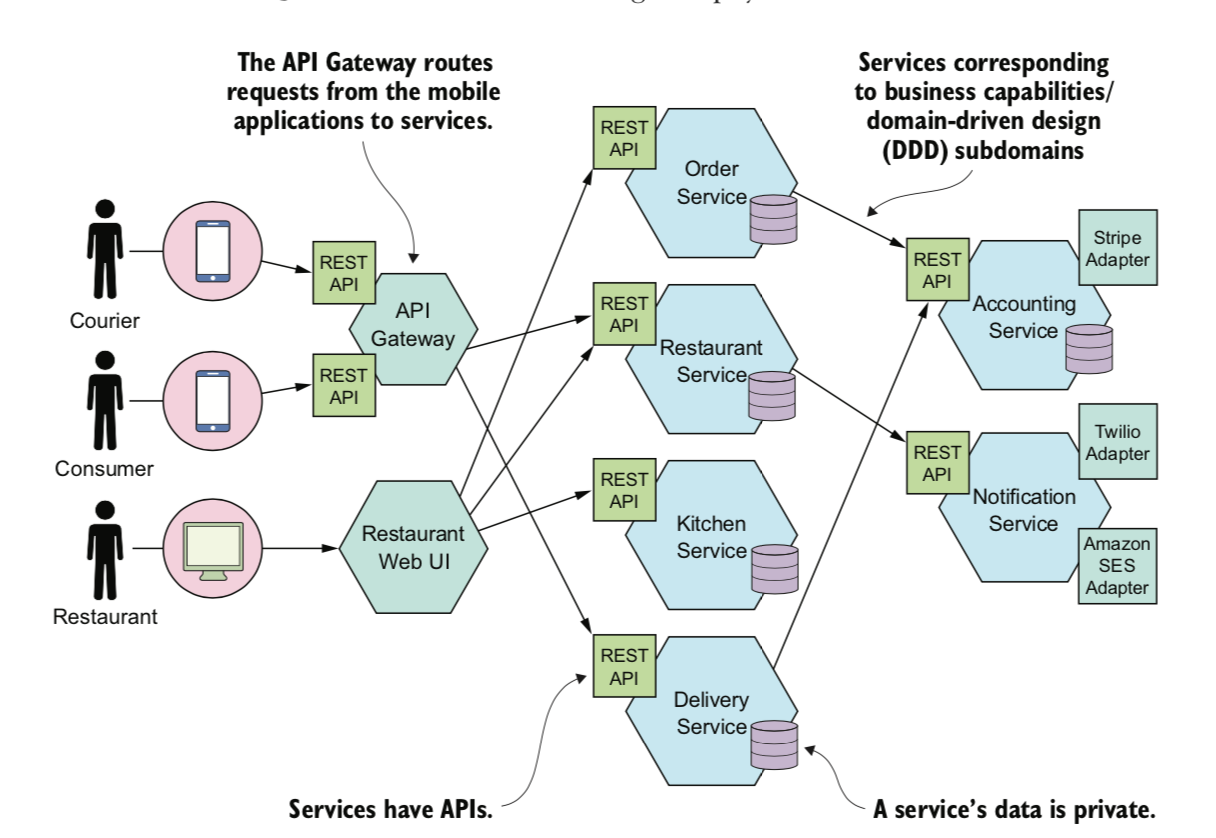 The API Gateway routes
requests from the mobile
applications to services.
Services corresponding
to business capabilities/
domain-driven design
(DDD) subdomains
REST
API
Order
Service
Courier
REST
API
API
Gateway
REST
API
Consumer
REST
API
Restaurant
Service
REST
API
Accounting
Service
Stripe
Adapter
Restaurant
Restaurant
Web UI
REST
API
Kitchen
Service
REST
API
Notification
Service
Twilio
Adapter
Amazon
SES
Adapter
REST
API
Delivery
Service
Services have APIs.
A service's data is private.